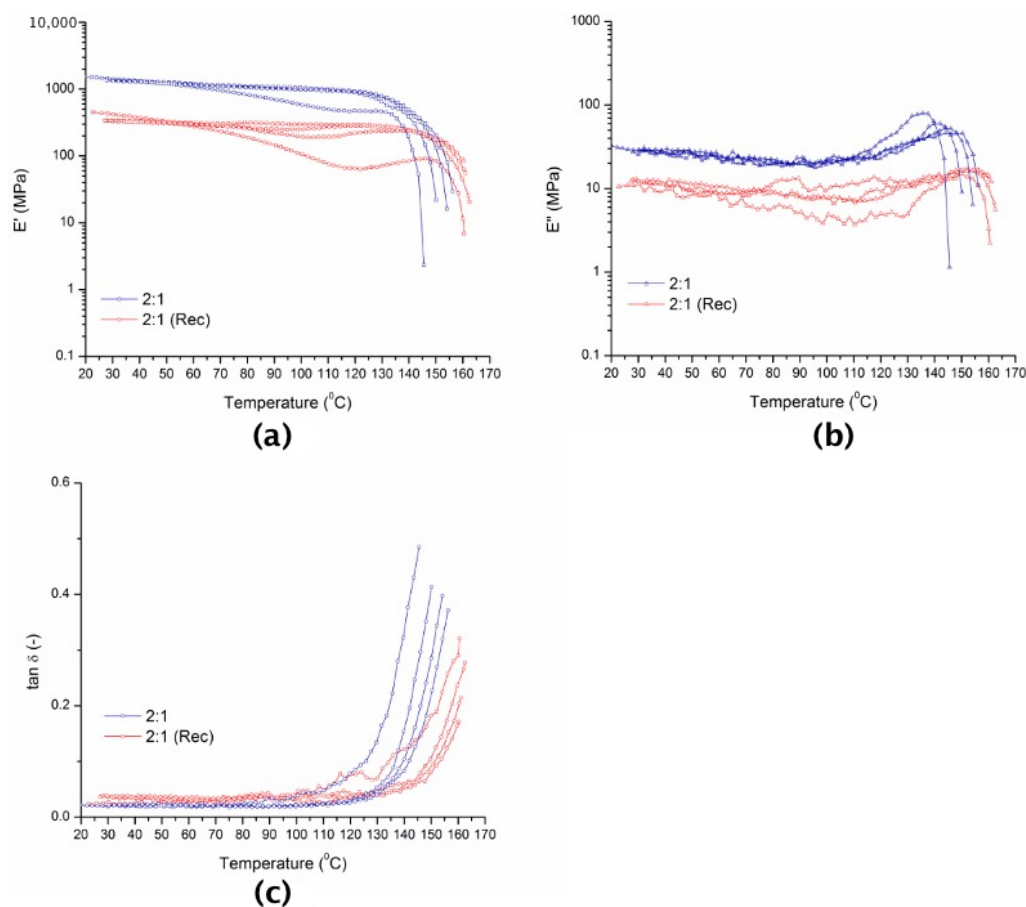 10,000
1000
100
10
1
0.1
E' (MPa)
2:1
2:1 (Rec)
20 30 40 50 60 70 80 90 100 110 120 130 140 150 160 170
Temperature (⁰C)
(a)
1000
100
10
1
0.1
E" (MPa)
2:1
2:1 (Rec)
20 30 40 50 60 70 80 90 100 110 120 130 140 150 160 170
Temperature (⁰C)
(b)
0.6
0.4
0.2
0.0
tan δ (-)
2:1
2:1 (Rec)
20 30 40 50 60 70 80 90 100 110 120 130 140 150 160 170
Temperature (⁰C)
(c)